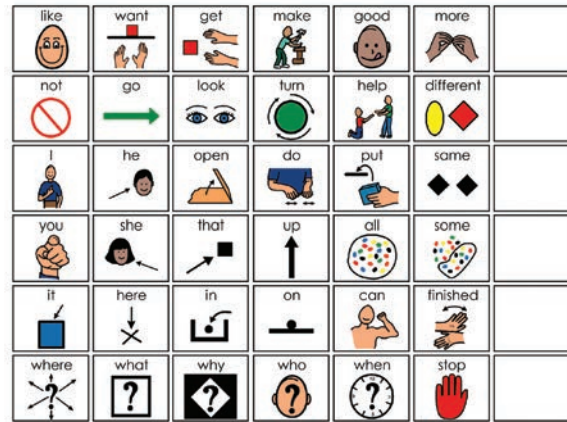 like want get make good more
not go look turn help different
I he open do put same
you she that up all some
it here in on can finished
where what why who when stop